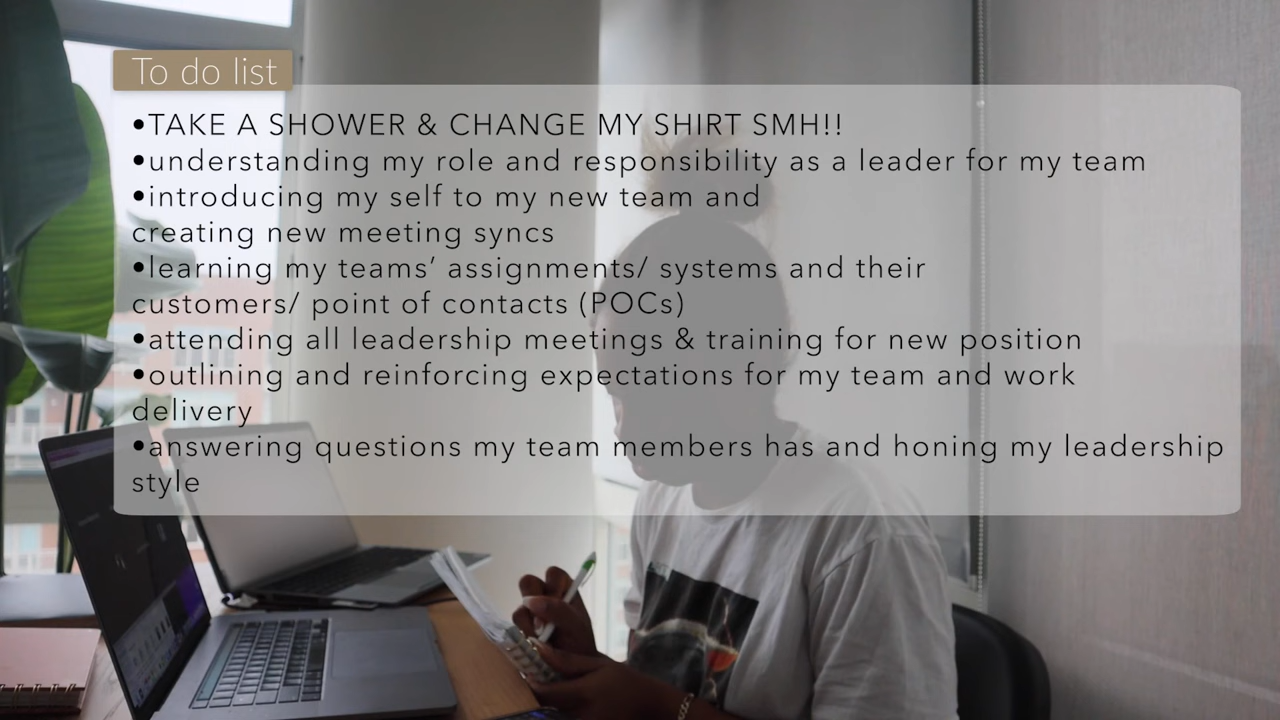 To do list
•TAKE A SHOWER & CHANGE MY SHIRT SMH!!
•understanding my role and responsibility as a leader for my team
•introducing my self to my new team and
creating new meeting syncs
•learning my teams’ assignments/ systems and their
customers/ point of contacts (POCs)
•attending all leadership meetings & training for new position
•outlining and reinforcing expectations for my team and work
delivery
•answering questions my team members has and honing my leadership
style